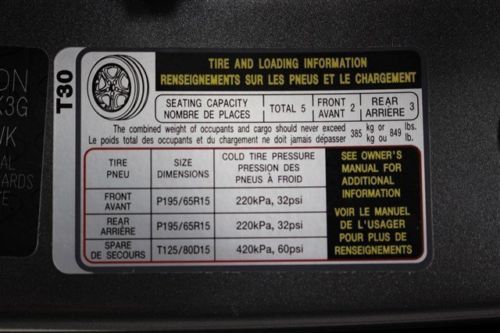 TIRE AND LOADING INFORMATION
RENSEIGNEMENTS SUR LES PNEUS ET LE CHARGEMENT
T30
SEATING CAPACITY
NOMBRE DE PLACES
TOTAL 5
FRONT
AVANT 2
REAR
ARRIÈRE 3
The combined weight of occupants and cargo should never exceed 385 kg or 849 lbs.
Le poids total des occupants et du chargement ne doit jamais dépasser kg ou lb.
TIRE
PNEU
SIZE
DIMENSIONS
COLD TIRE PRESSURE
PRESSION DES
PNEUS À FROID
FRONT
AVANT
P195/65R15
220kPa, 32psi
REAR
ARRIÈRE
P195/65R15
220kPa, 32psi
SPARE
DE SECOURS
T125/80D15
420kPa, 60psi
SEE OWNER'S
MANUAL FOR
ADDITIONAL
INFORMATION
VOIR LE MANUEL
DE L'USAGER
POUR PLUS DE
RENSEIGNEMENTS
ON
K3G
VK
AL
ARDS
E